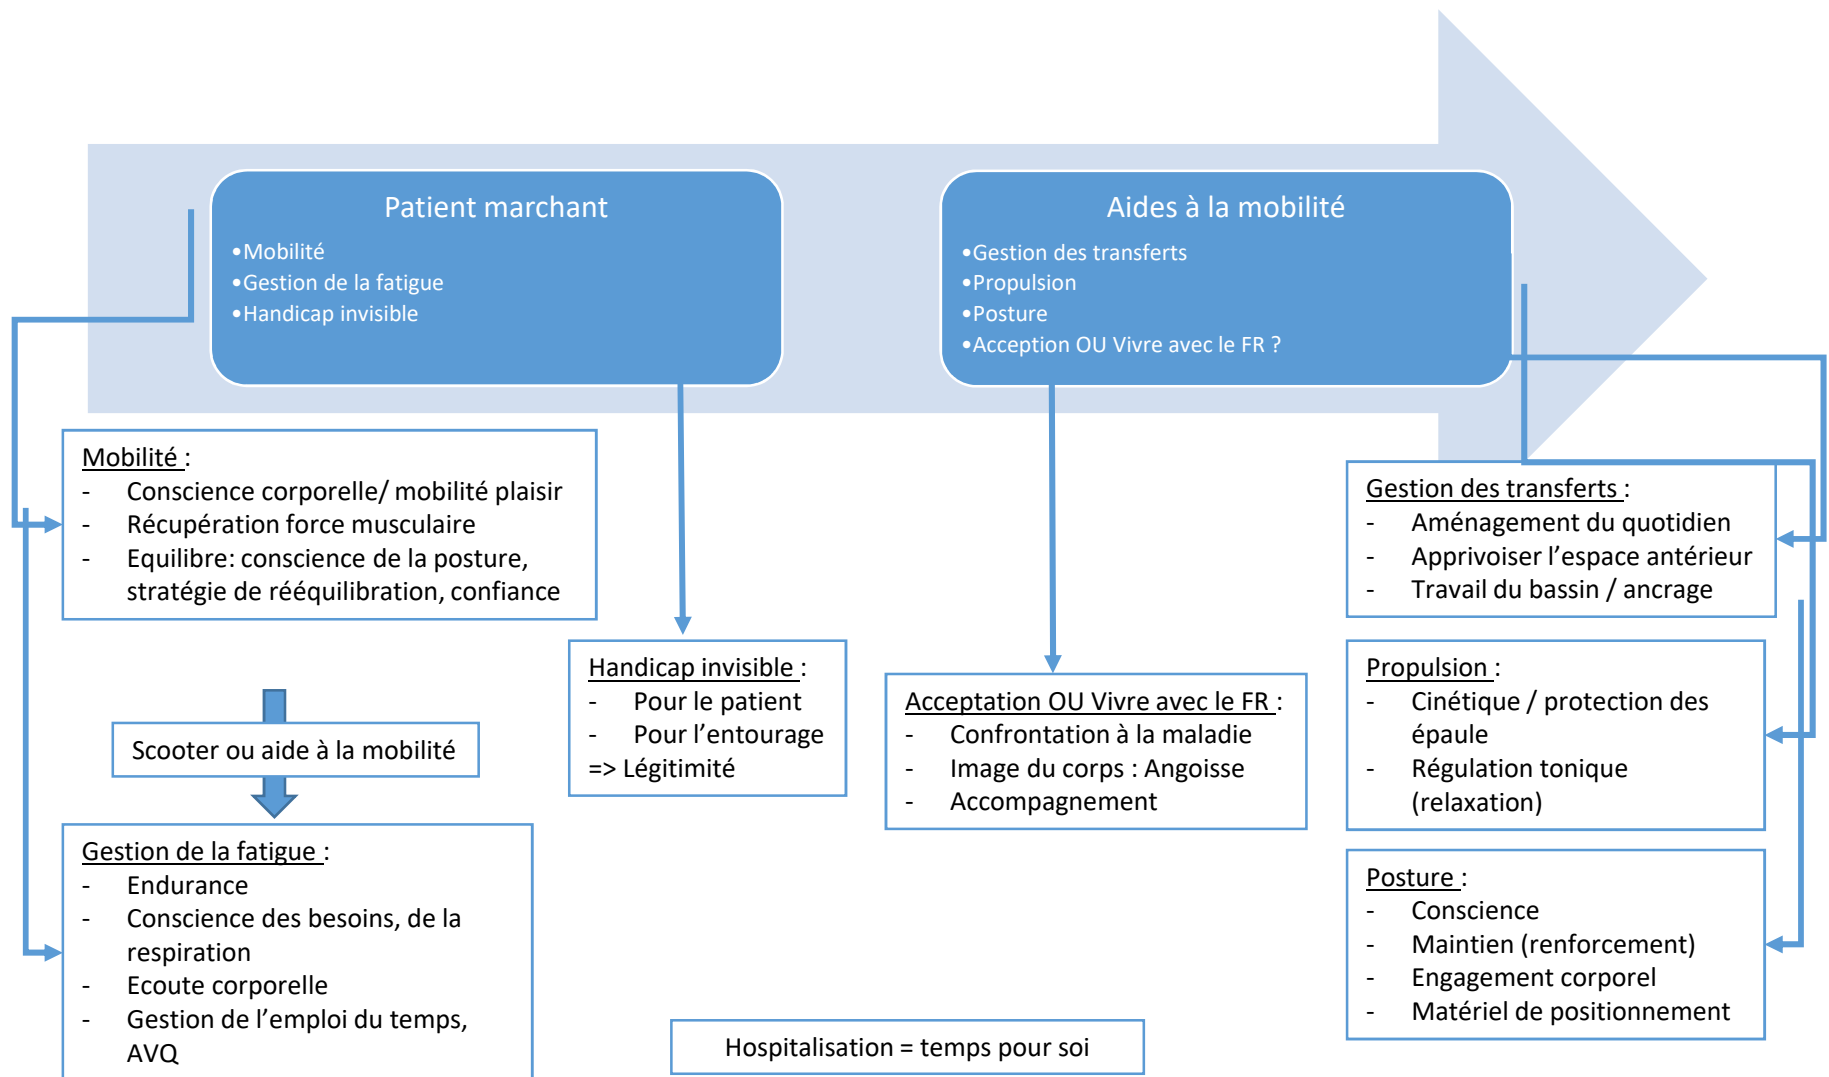 Patient marchant
•Mobilité
•Gestion de la fatigue
•Handicap invisible
Aides à la mobilité
•Gestion des transferts
•Propulsion
•Posture
•Acception OU Vivre avec le FR ?
Mobilité :
- Conscience corporelle/ mobilité plaisir
- Récupération force musculaire
- Equilibre: conscience de la posture,
stratégie de rééquilibration, confiance
Scooter ou aide à la mobilité
Gestion de la fatigue :
- Endurance
- Conscience des besoins, de la
respiration
- Ecoute corporelle
- Gestion de l’emploi du temps,
AVQ
Handicap invisible :
- Pour le patient
- Pour l’entourage
=> Légitimité
Acceptation OU Vivre avec le FR :
- Confrontation à la maladie
- Image du corps : Angoisse
- Accompagnement
Gestion des transferts :
- Aménagement du quotidien
- Apprivoiser l’espace antérieur
- Travail du bassin / ancrage
Propulsion :
- Cinétique / protection des
épaule
- Régulation tonique
(relaxation)
Posture :
- Conscience
- Maintien (renforcement)
- Engagement corporel
- Matériel de positionnement
Hospitalisation = temps pour soi